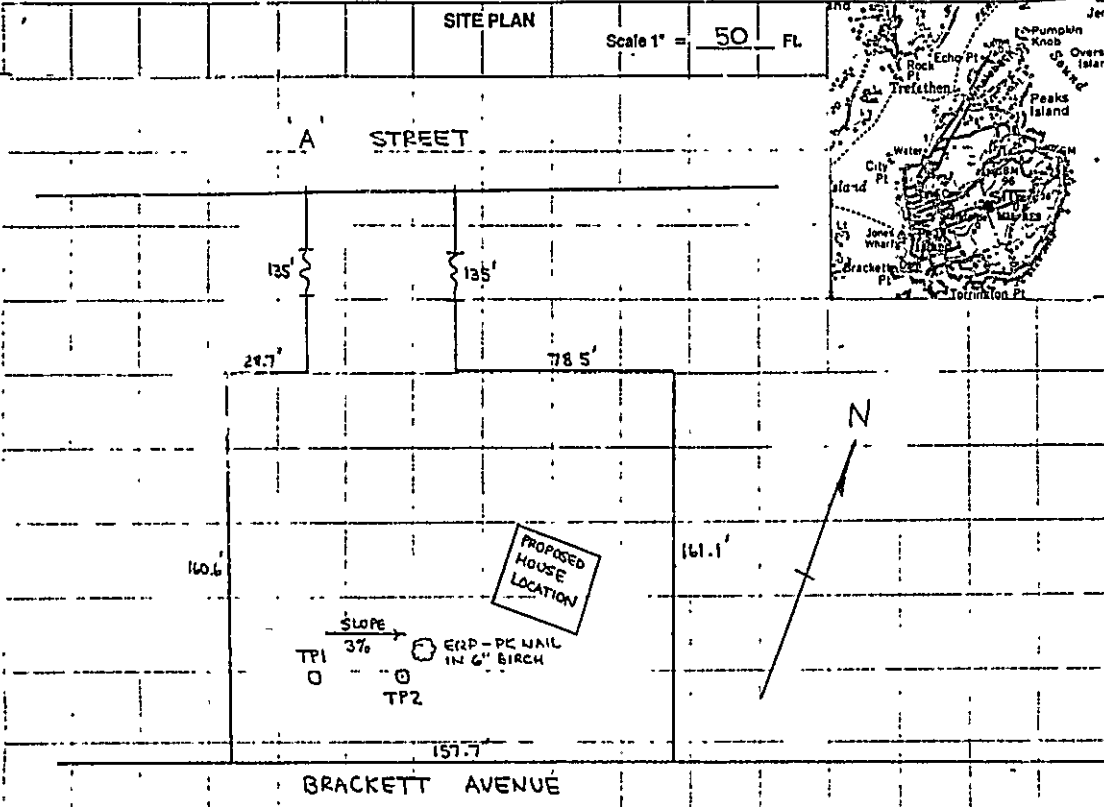 SITE PLAN
Scale 1" = 50 Ft.
'A' STREET
135'
135'
78.5'
160.6'
161.1'
PROPOSED
HOUSE
LOCATION
SLOPE
3%
ERP-PK NAIL
IN 6" BIRCH
TP1
TP2
157.7'
BRACKETT AVENUE
N
Pumpkin
Knob
Echo Pt
Rock
Pt
Trefethen
Sound
Peaks
Island
Water
City
Pt
Jones
Wharf
Brackett
Pt
Torrington Pt